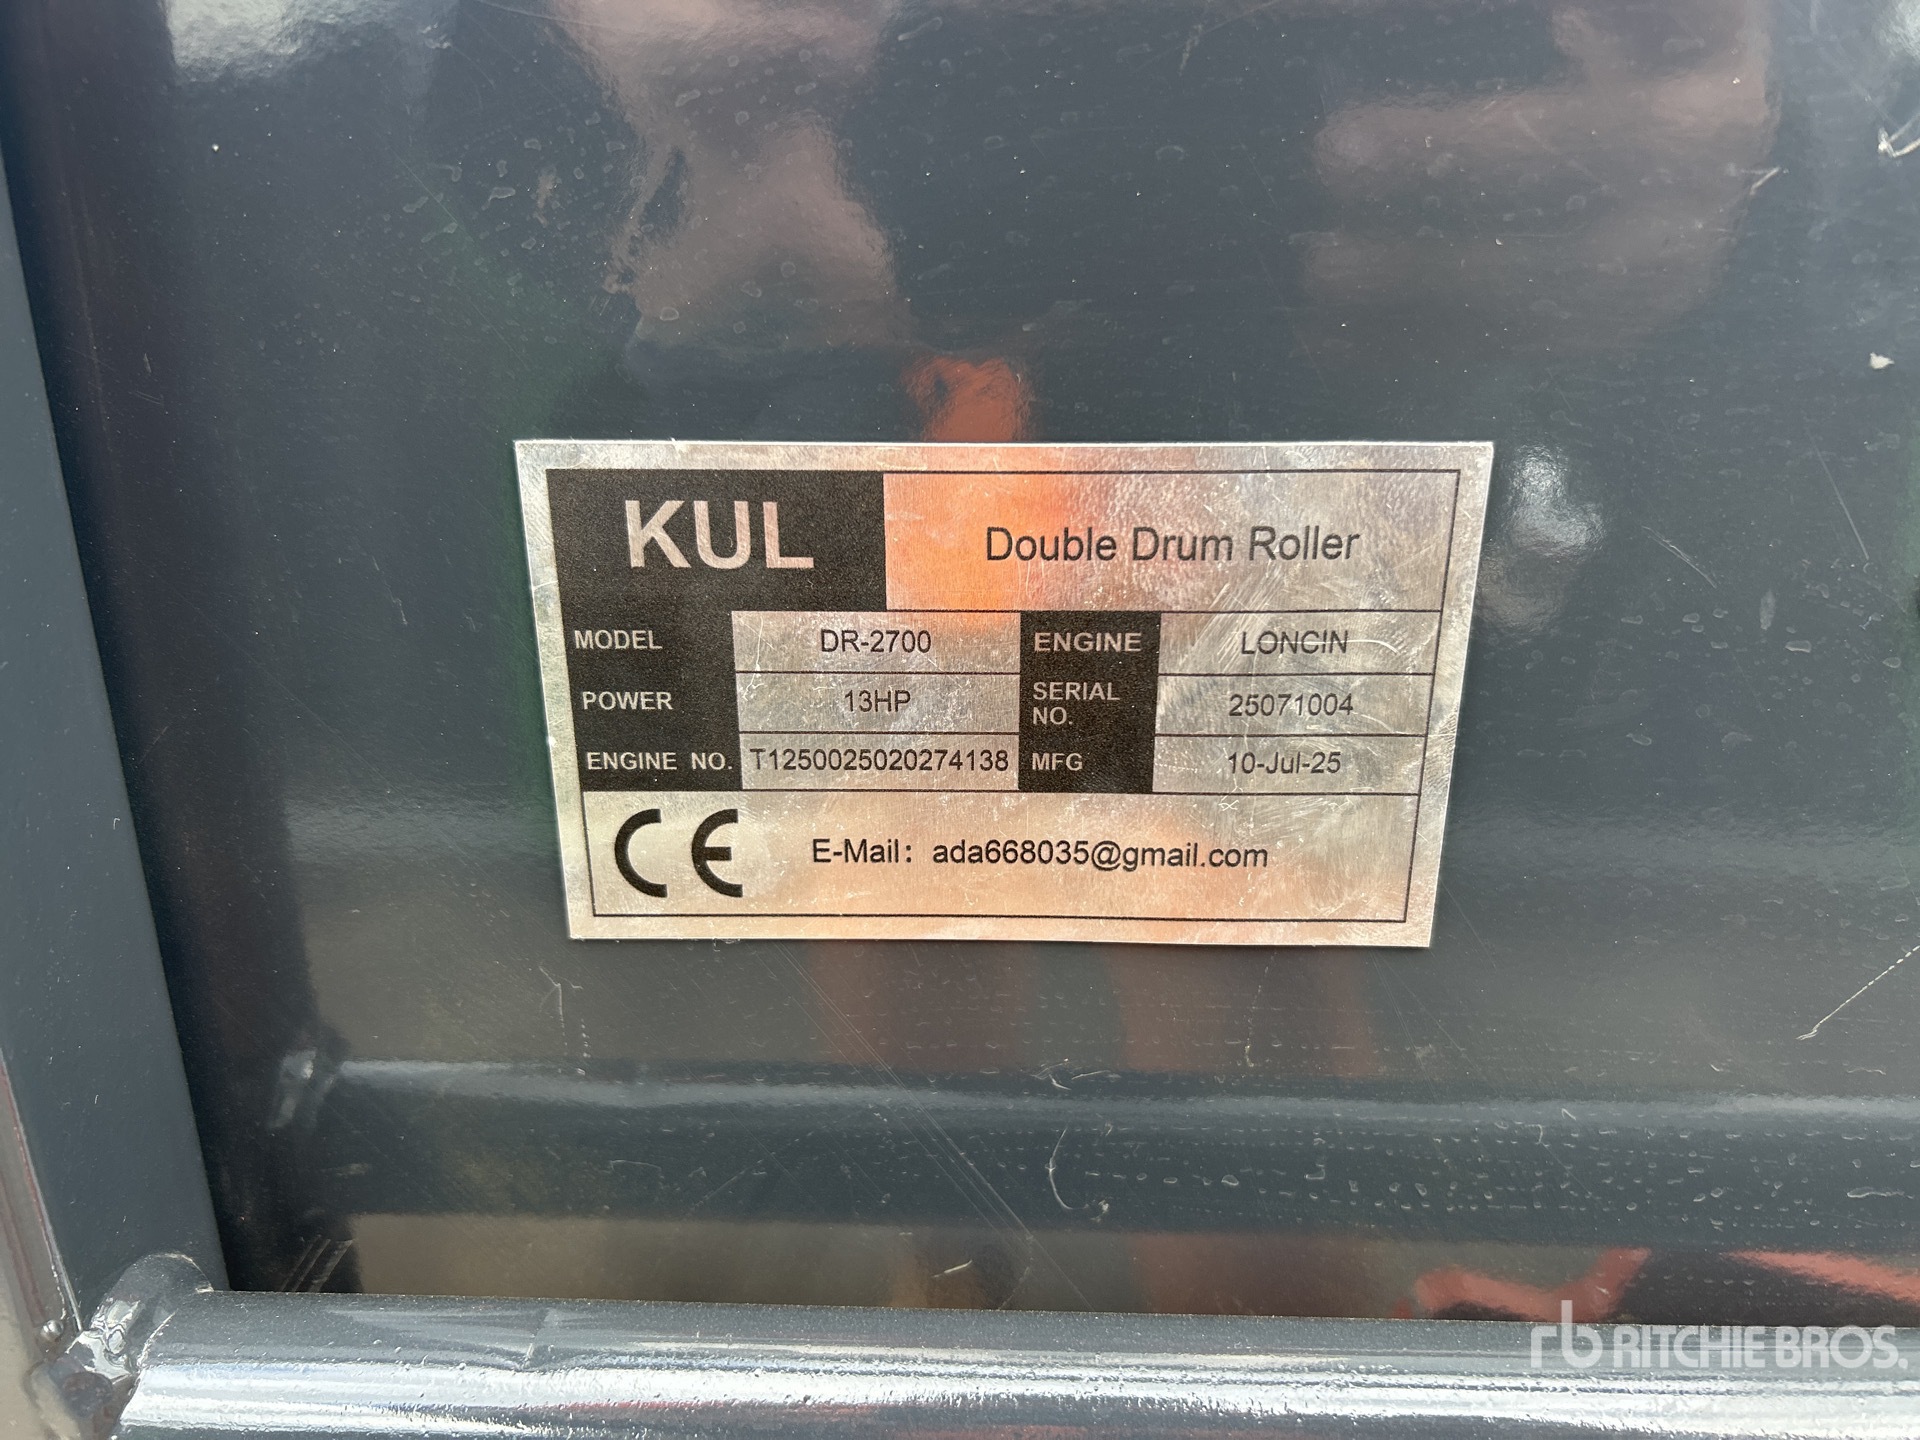 KUL Double Drum Roller
MODEL DR-2700 ENGINE LONCIN
POWER 13HP SERIAL NO. 25071004
ENGINE NO. T1250025020274138 MFG 10-Jul-25
CE E-Mail: ada668035@gmail.com
rb RITCHIE BROS.